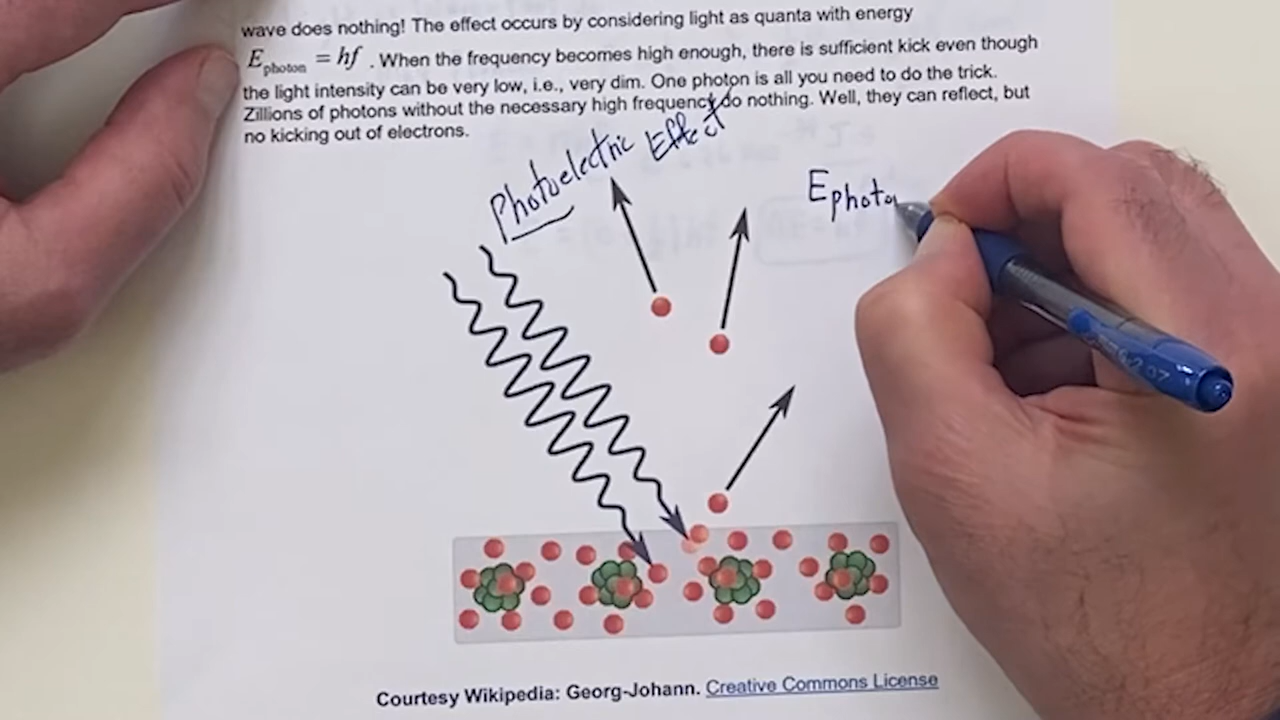 wave does nothing! The effect occurs by considering light as quanta with energy
E photon = hf . When the frequency becomes high enough, there is sufficient kick even though
the light intensity can be very low, i.e., very dim. One photon is all you need to do the trick.
Zillions of photons without the necessary high frequency do nothing. Well, they can reflect, but
no kicking out of electrons.
Photoelectric Effect
Ephoto
Courtesy Wikipedia: Georg-Johann. Creative Commons License